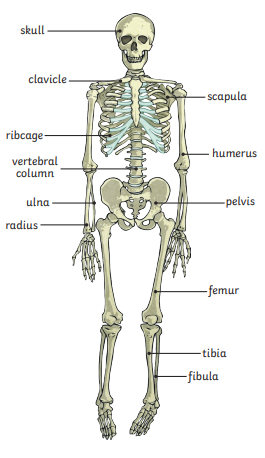 skull
clavicle
scapula
ribcage
humerus
vertebral
column
ulna
pelvis
radius
femur
tibia
fibula